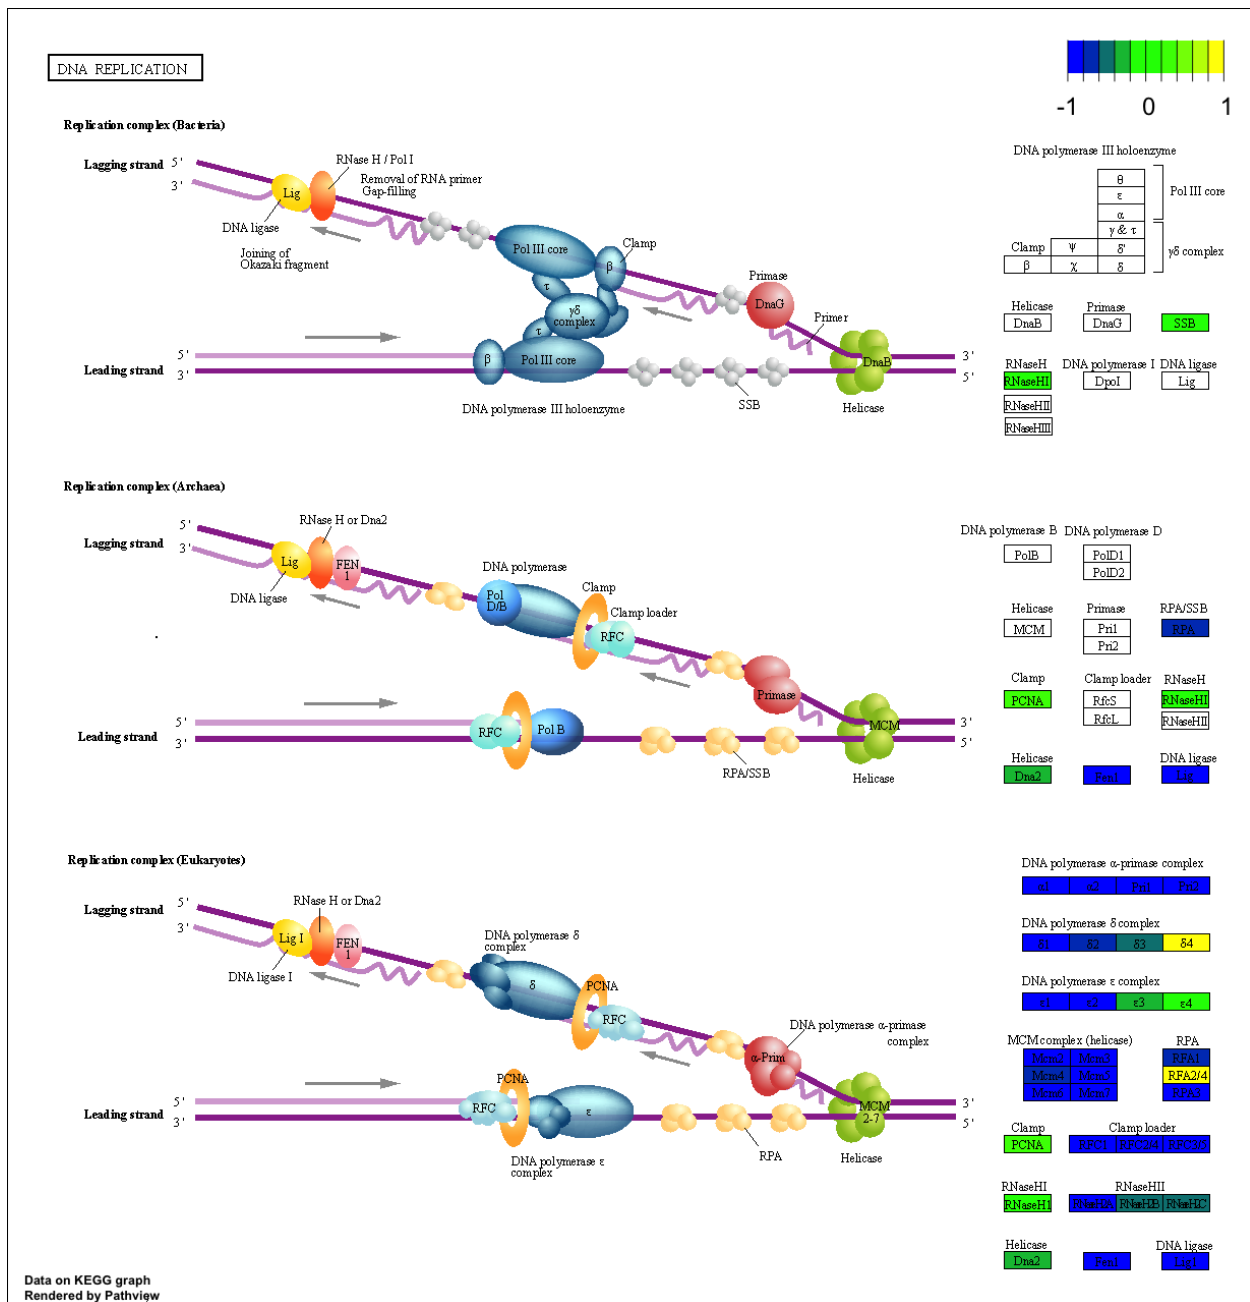 DNA REPLICATION
-1 0 1
Replication complex (Bacteria)
Lagging strand
5'
3'
RNase H / Pol I
Removal of RNA primer
Gap-filling
Lig
DNA ligase
Joining of
Okazaki fragment
Pol III core
Clamp
β
τ
γδ
complex
τ
Primase
DnaG
Primer
5'
Leading strand
3'
β
Pol III core
DnaB
3'
5'
SSB
Helicase
DNA polymerase III holoenzyme
DNA polymerase III holoenzyme
θ
ε
α
Pol III core
γ & τ
Clamp
ψ
δ'
β
χ
δ
γδ complex
Helicase
DnaB
Primase
DnaG
SSB
RNaseH
RNaseHI
RNaseHII
RNaseHIII
DNA polymerase I
DpoI
DNA ligase
Lig
Replication complex (Archaea)
Lagging strand
5'
3'
RNase H or Dna2
Lig
FEN
1
DNA ligase
DNA polymerase
Pol
D/B
Clamp
Clamp loader
RFC
Primase
5'
Leading strand
3'
RFC
Pol B
MCM
3'
5'
RPA/SSB
Helicase
DNA polymerase B
PolB
DNA polymerase D
PolD1
PolD2
Helicase
MCM
Primase
Pri1
Pri2
RPA/SSB
RPA
Clamp
PCNA
Clamp loader
RfcS
RfcL
RNaseH
RNaseHI
RNaseHII
Helicase
Dna2
Fen1
DNA ligase
Lig
Replication complex (Eukaryotes)
Lagging strand
5'
3'
RNase H or Dna2
Lig I
FEN
1
DNA ligase I
DNA polymerase δ
complex
δ
PCNA
RFC
DNA polymerase α-primase
complex
α-Prim
PCNA
Leading strand
3'
RFC
ε
MCM
2-7
3'
5'
DNA polymerase ε
complex
RPA
Helicase
DNA polymerase α-primase complex
α1 α2 Pri1 Pri2
DNA polymerase δ complex
δ1 δ2 δ3 δ4
DNA polymerase ε complex
ε1 ε2 ε3 ε4
MCM complex (helicase)
Mcm2 Mcm3
Mcm4 Mcm5
Mcm6 Mcm7
RPA
RFA1
RFA2/4
RPA3
Clamp
PCNA
Clamp loader
RFC1 RFC2/4 RFC3/5
RNaseHI
RNaseH1
RNaseHII
RNaseH2A RNaseH2B RNaseH2C
Helicase
Dna2
Fen1
DNA ligase
Lig1
Data on KEGG graph
Rendered by Pathview